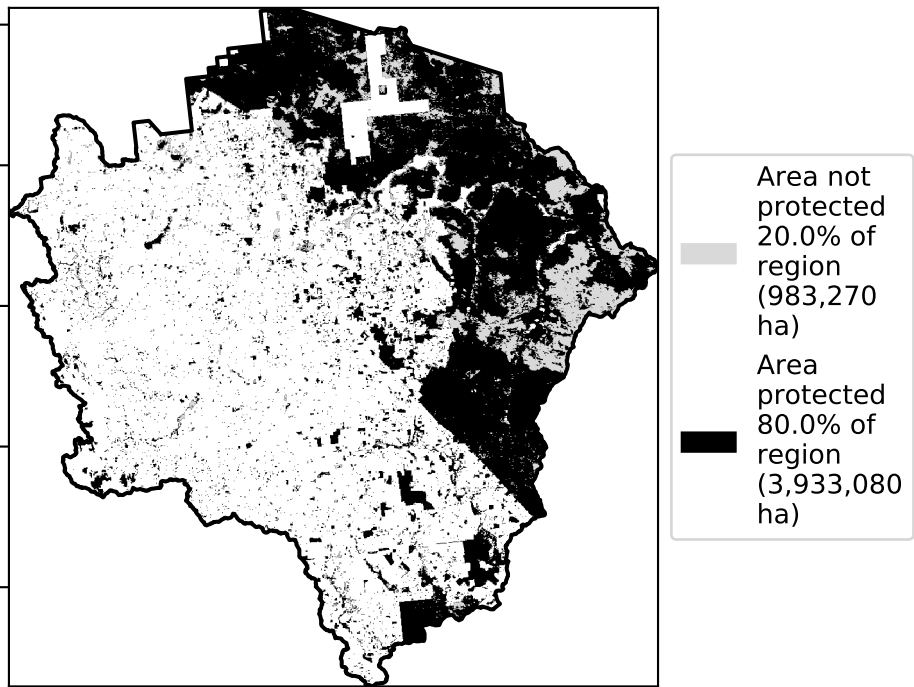 Area not
protected
20.0% of
region
(983,270
ha)
Area
protected
80.0% of
region
(3,933,080
ha)